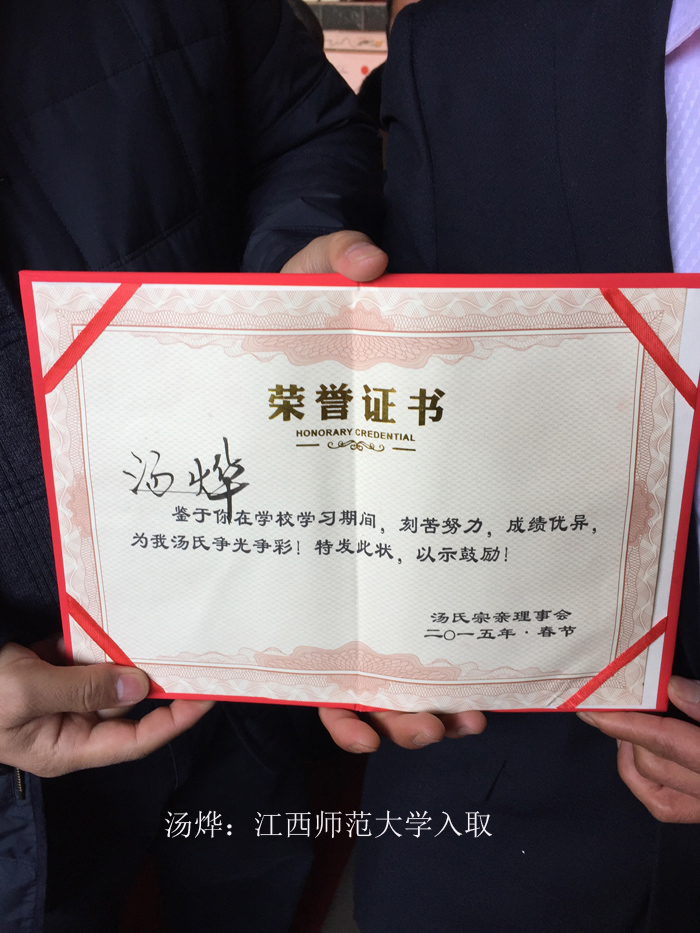 荣誉证书
HONORARY CREDENTIAL
汤烨
鉴于你在学校学习期间，刻苦努力，成绩优异，
为我汤氏争光争彩！特发此状，以示鼓励！
汤氏宗亲理事会
二〇一五年·春节
汤烨：江西师范大学入取